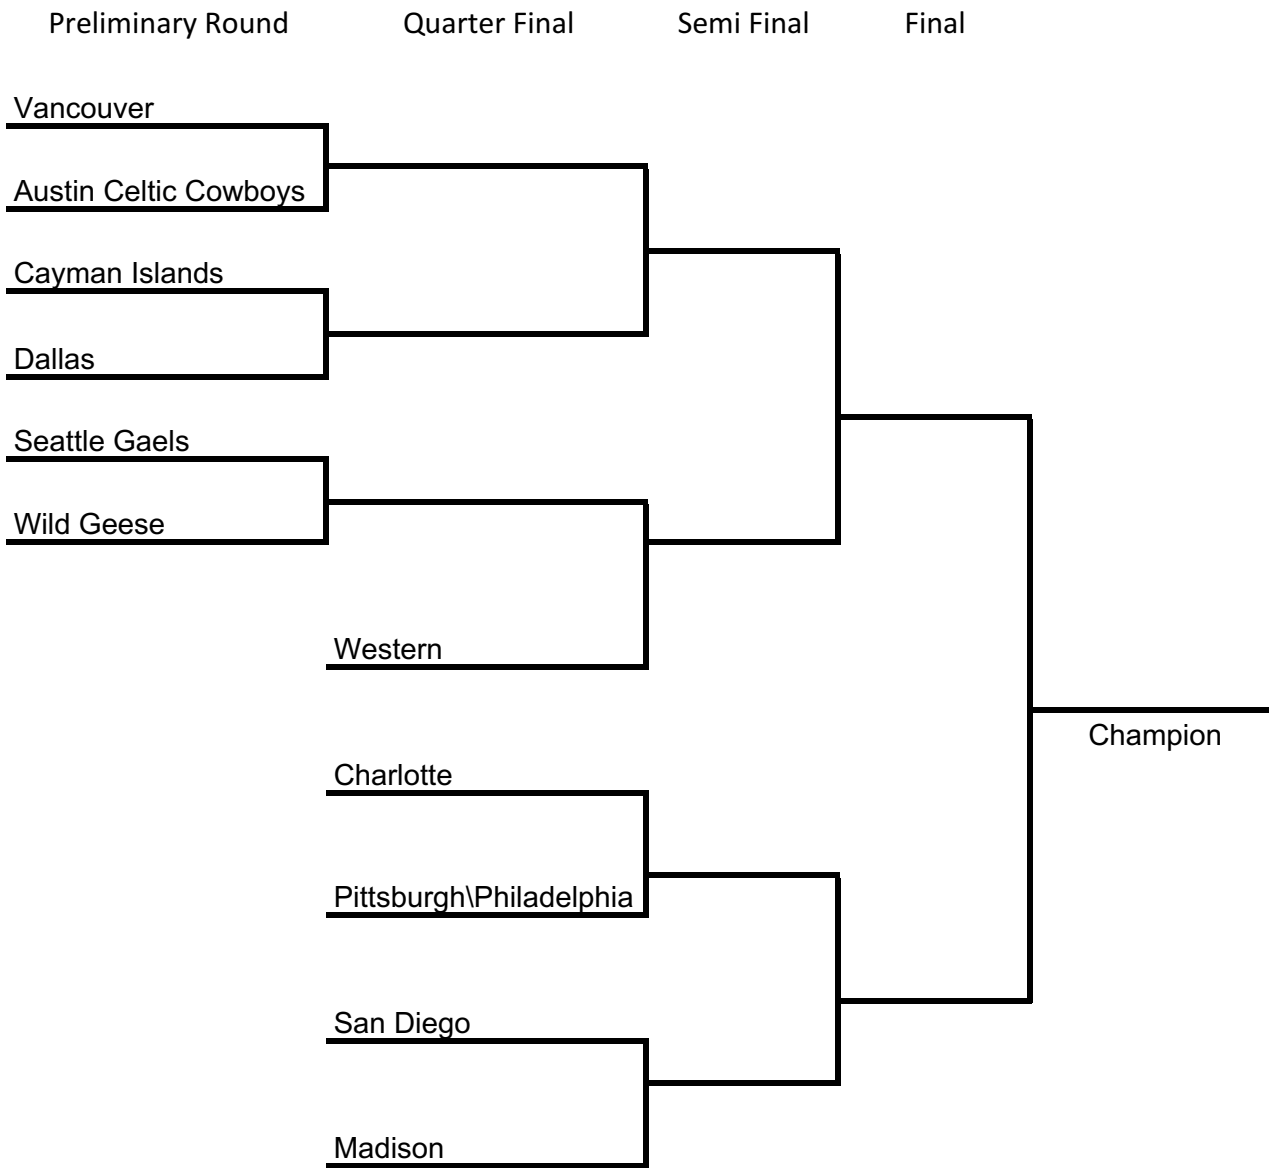 Preliminary Round Quarter Final Semi Final Final
Vancouver
Austin Celtic Cowboys
Cayman Islands
Dallas
Seattle Gaels
Wild Geese
Western
Champion
Charlotte
Pittsburgh\Philadelphia
San Diego
Madison